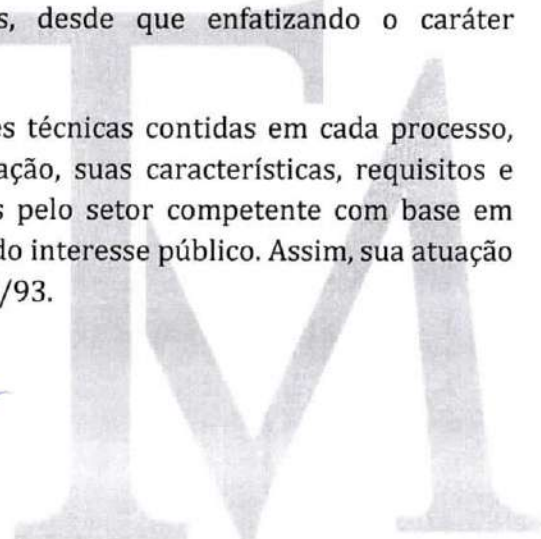 s, desde que enfatizando o caráter
es técnicas contidas em cada processo,
ação, suas características, requisitos e
s pelo setor competente com base em
do interesse público. Assim, sua atuação
/93.
TM